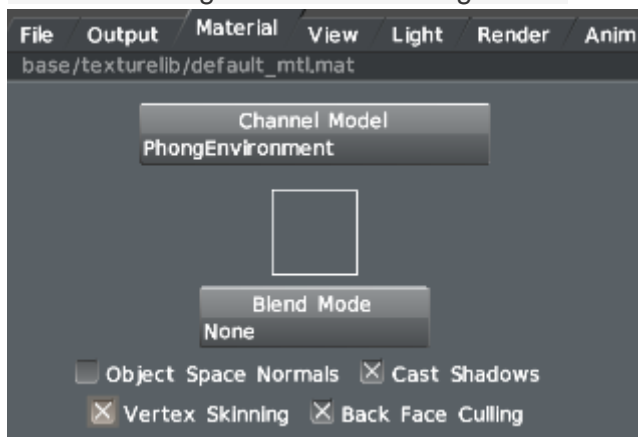 File Output Material View Light Render Anim
base/texturelib/default_mtl.mat
Channel Model
PhongEnvironment
Blend Mode
None
Object Space Normals Cast Shadows
Vertex Skinning Back Face Culling